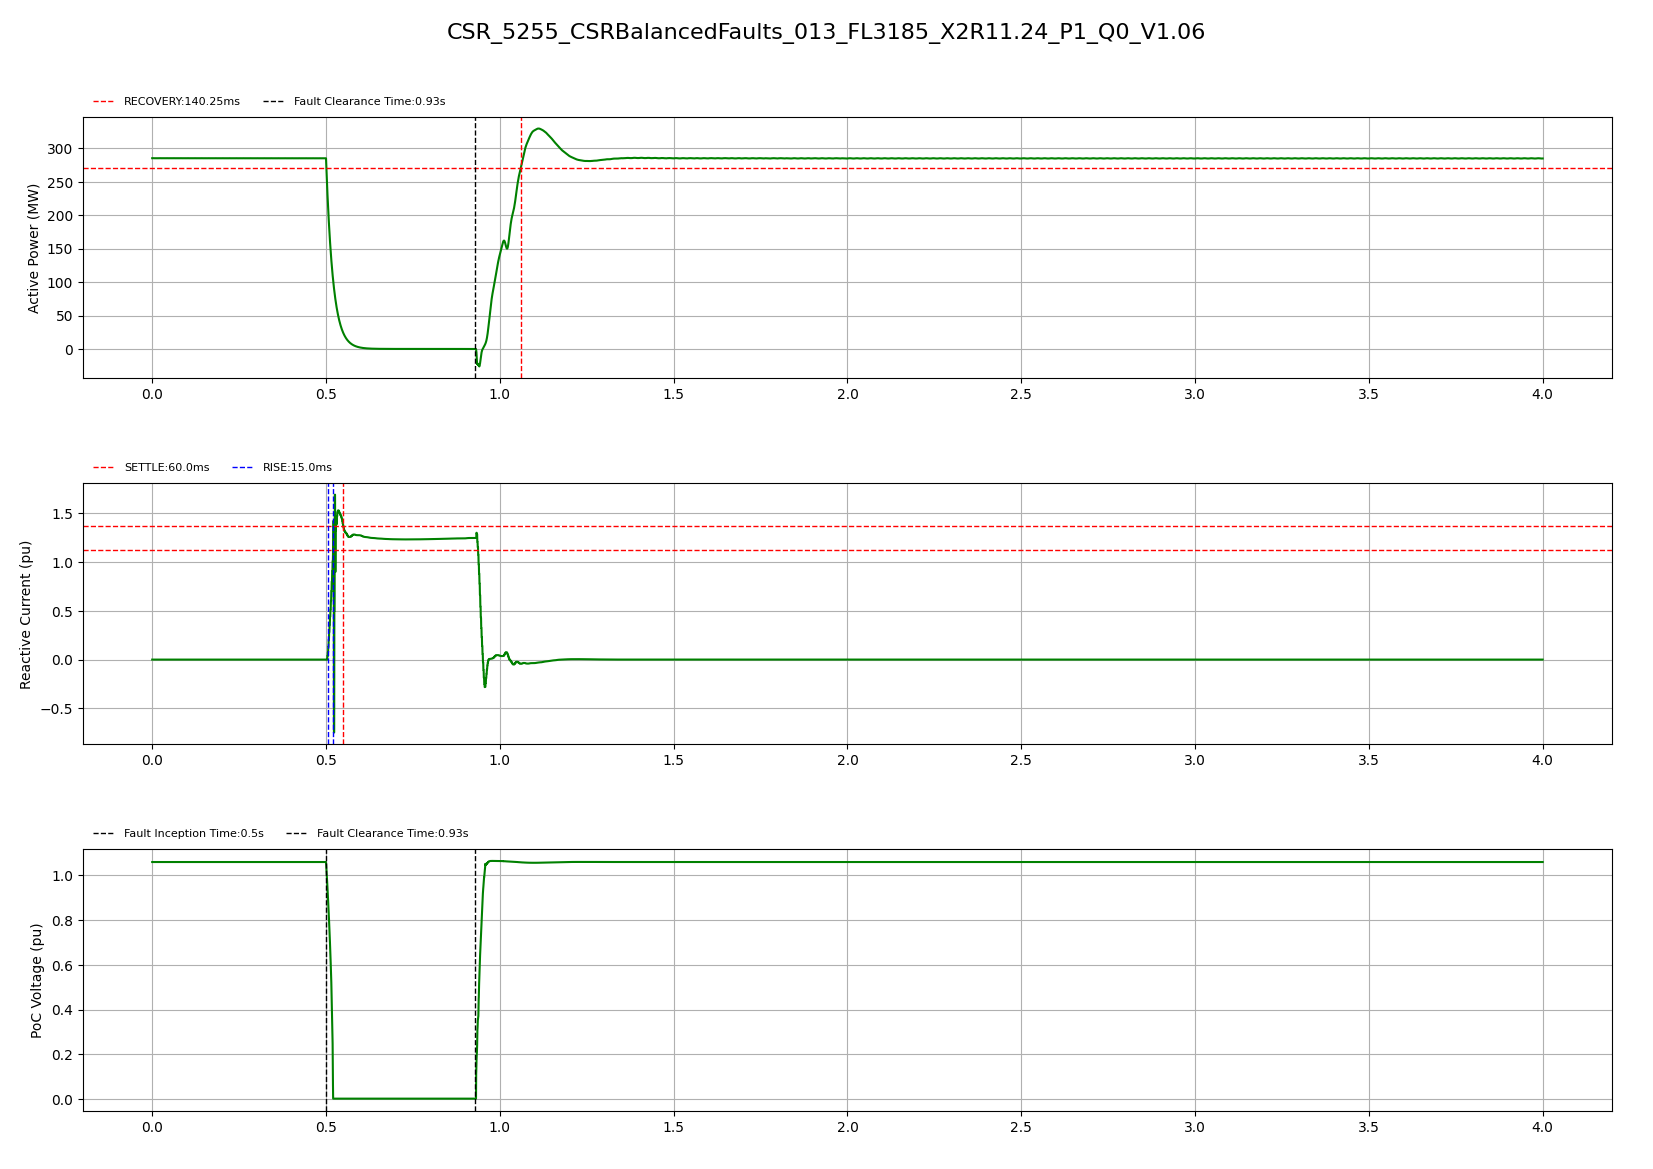 CSR_5255_CSRBalancedFaults_013_FL3185_X2R11.24_P1_Q0_V1.06
RECOVERY:140.25ms Fault Clearance Time:0.93s
Active Power (MW)
300
250
200
150
100
50
0
0.0 0.5 1.0 1.5 2.0 2.5 3.0 3.5 4.0
SETTLE:60.0ms RISE:15.0ms
Reactive Current (pu)
1.5
1.0
0.5
0.0
−0.5
0.0 0.5 1.0 1.5 2.0 2.5 3.0 3.5 4.0
Fault Inception Time:0.5s Fault Clearance Time:0.93s
PoC Voltage (pu)
1.0
0.8
0.6
0.4
0.2
0.0
0.0 0.5 1.0 1.5 2.0 2.5 3.0 3.5 4.0